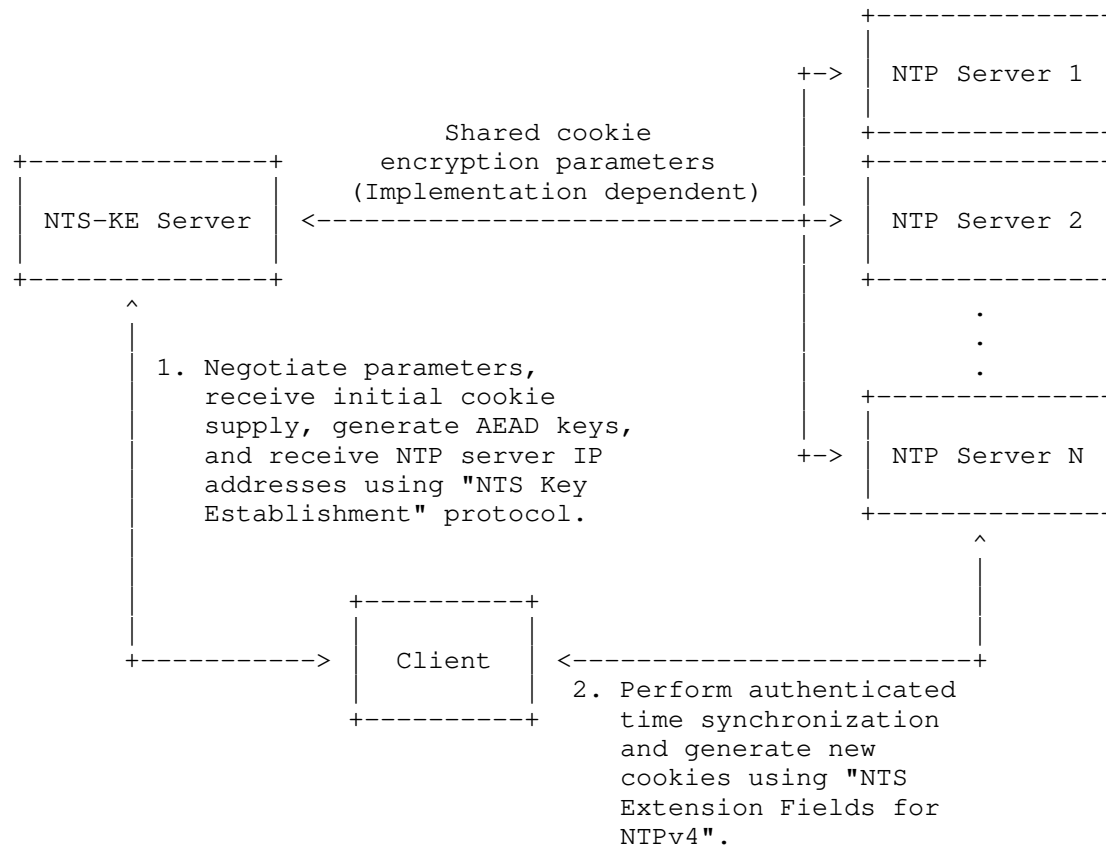 NTP Server 1
Shared cookie
encryption parameters
(Implementation dependent)
NTS-KE Server
NTP Server 2
.
.
.
1. Negotiate parameters,
receive initial cookie
supply, generate AEAD keys,
and receive NTP server IP
addresses using "NTS Key
Establishment" protocol.
NTP Server N
Client
2. Perform authenticated
time synchronization
and generate new
cookies using "NTS
Extension Fields for
NTPv4".